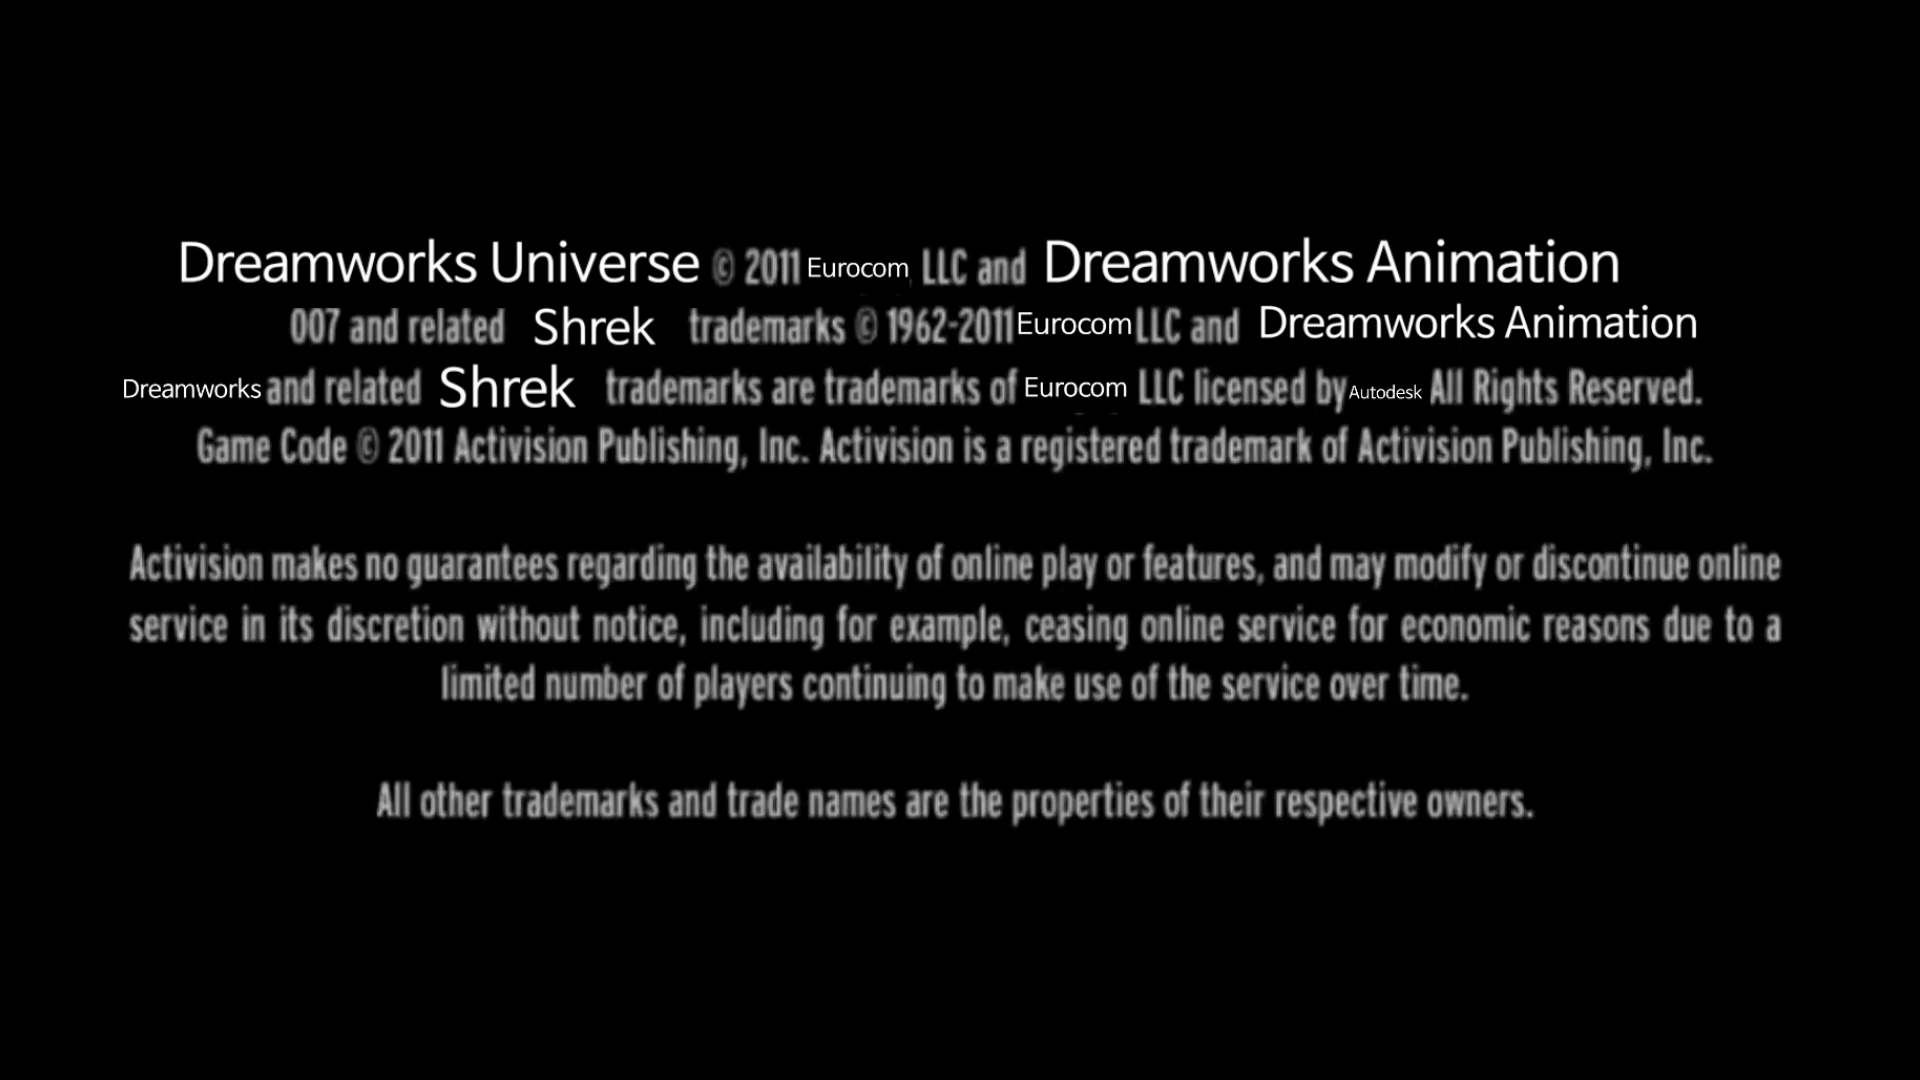 Dreamworks Universe © 2011 Eurocom LLC and Dreamworks Animation
007 and related Shrek trademarks © 1962-2011 Eurocom LLC and Dreamworks Animation
Dreamworks and related Shrek trademarks are trademarks of Eurocom LLC licensed by Autodesk All Rights Reserved.
Game Code © 2011 Activision Publishing, Inc. Activision is a registered trademark of Activision Publishing, Inc.
Activision makes no guarantees regarding the availability of online play or features, and may modify or discontinue online
service in its discretion without notice, including for example, ceasing online service for economic reasons due to a
limited number of players continuing to make use of the service over time.
All other trademarks and trade names are the properties of their respective owners.